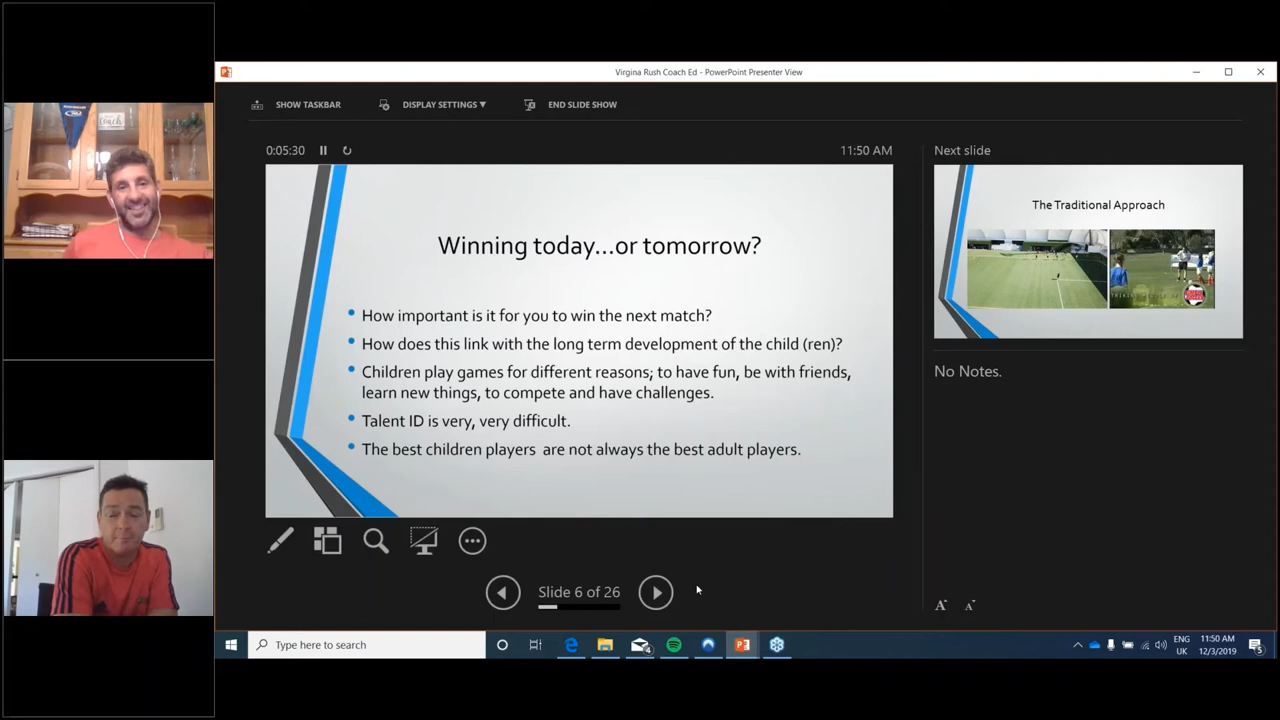 Virgina Rush Coach Ed - PowerPoint Presenter View
SHOW TASKBAR
DISPLAY SETTINGS ▼
END SLIDE SHOW
0:05:30
11:50 AM
Winning today...or tomorrow?
• How important is it for you to win the next match?
• How does this link with the long term development of the child (ren)?
• Children play games for different reasons; to have fun, be with friends,
learn new things, to compete and have challenges.
• Talent ID is very, very difficult.
• The best children players are not always the best adult players.
Slide 6 of 26
Next slide
The Traditional Approach
No Notes.
A A
Type here to search
4
ENG
UK
11:50 AM
12/3/2019
5
coach